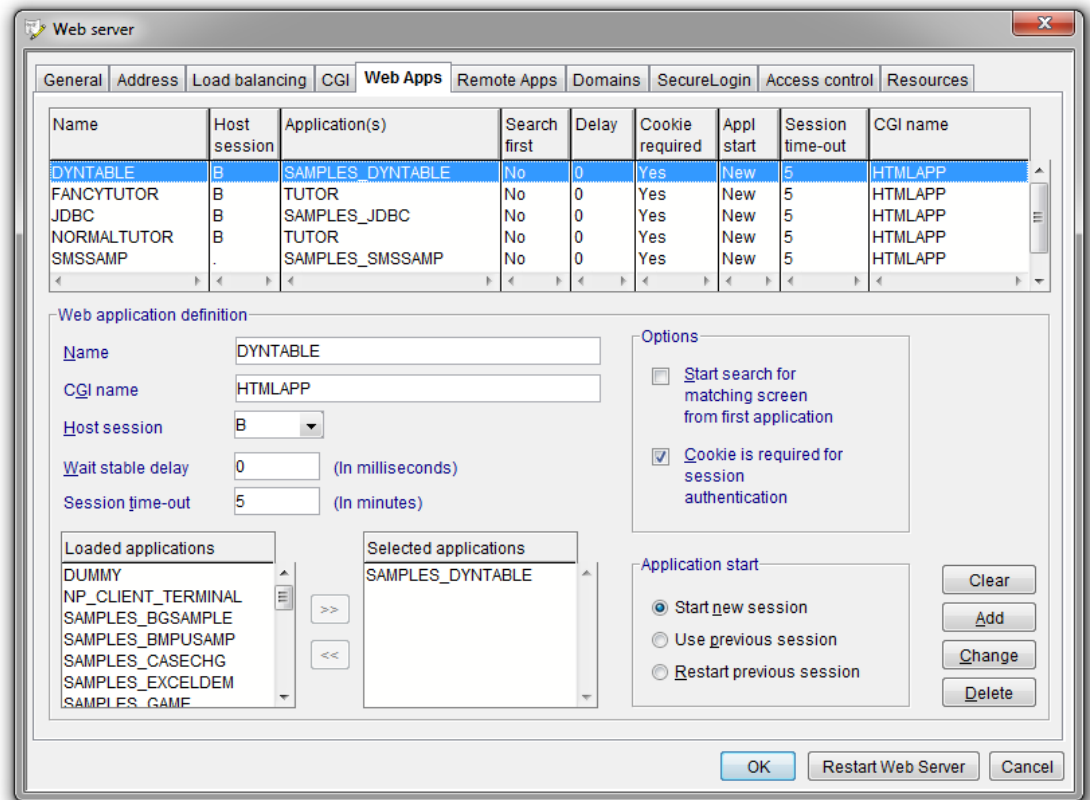 Web server
General Address Load balancing CGI Web Apps Remote Apps Domains SecureLogin Access control Resources
Name Host session Application(s) Search first Delay Cookie required Appl start Session time-out CGI name
DYNTABLE B SAMPLES_DYNTABLE No 0 Yes New 5 HTMLAPP
FANCYTUTOR B TUTOR No 0 Yes New 5 HTMLAPP
JDBC B SAMPLES_JDBC No 0 Yes New 5 HTMLAPP
NORMALTUTOR B TUTOR No 0 Yes New 5 HTMLAPP
SMSSAMP . SAMPLES_SMSSAMP No 0 Yes New 5 HTMLAPP
Web application definition
Name DYNTABLE
CGI name HTMLAPP
Host session B
Wait stable delay 0 (In milliseconds)
Session time-out 5 (In minutes)
Options
Start search for
matching screen
from first application
Cookie is required for
session
authentication
Loaded applications
DUMMY
NP_CLIENT_TERMINAL
SAMPLES_BGSAMPLE
SAMPLES_BMPUSAMP
SAMPLES_CASECHG
SAMPLES_EXCELDEM
SAMPLES_GAME
>>
<<
Selected applications
SAMPLES_DYNTABLE
Application start
Start new session
Use previous session
Restart previous session
Clear
Add
Change
Delete
OK Restart Web Server Cancel